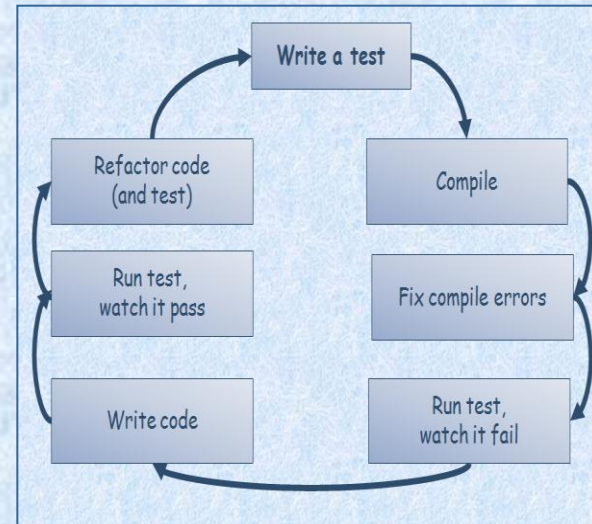 Write a test
Compile
Fix compile errors
Run test,
watch it fail
Write code
Run test,
watch it pass
Refactor code
(and test)